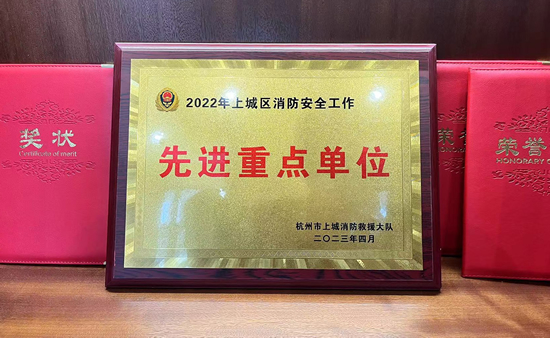 2022年上城区消防安全工作
先进重点单位
杭州市上城消防救援大队
二〇二三年四月
奖状
Certificate of merit
荣誉
HONORARY